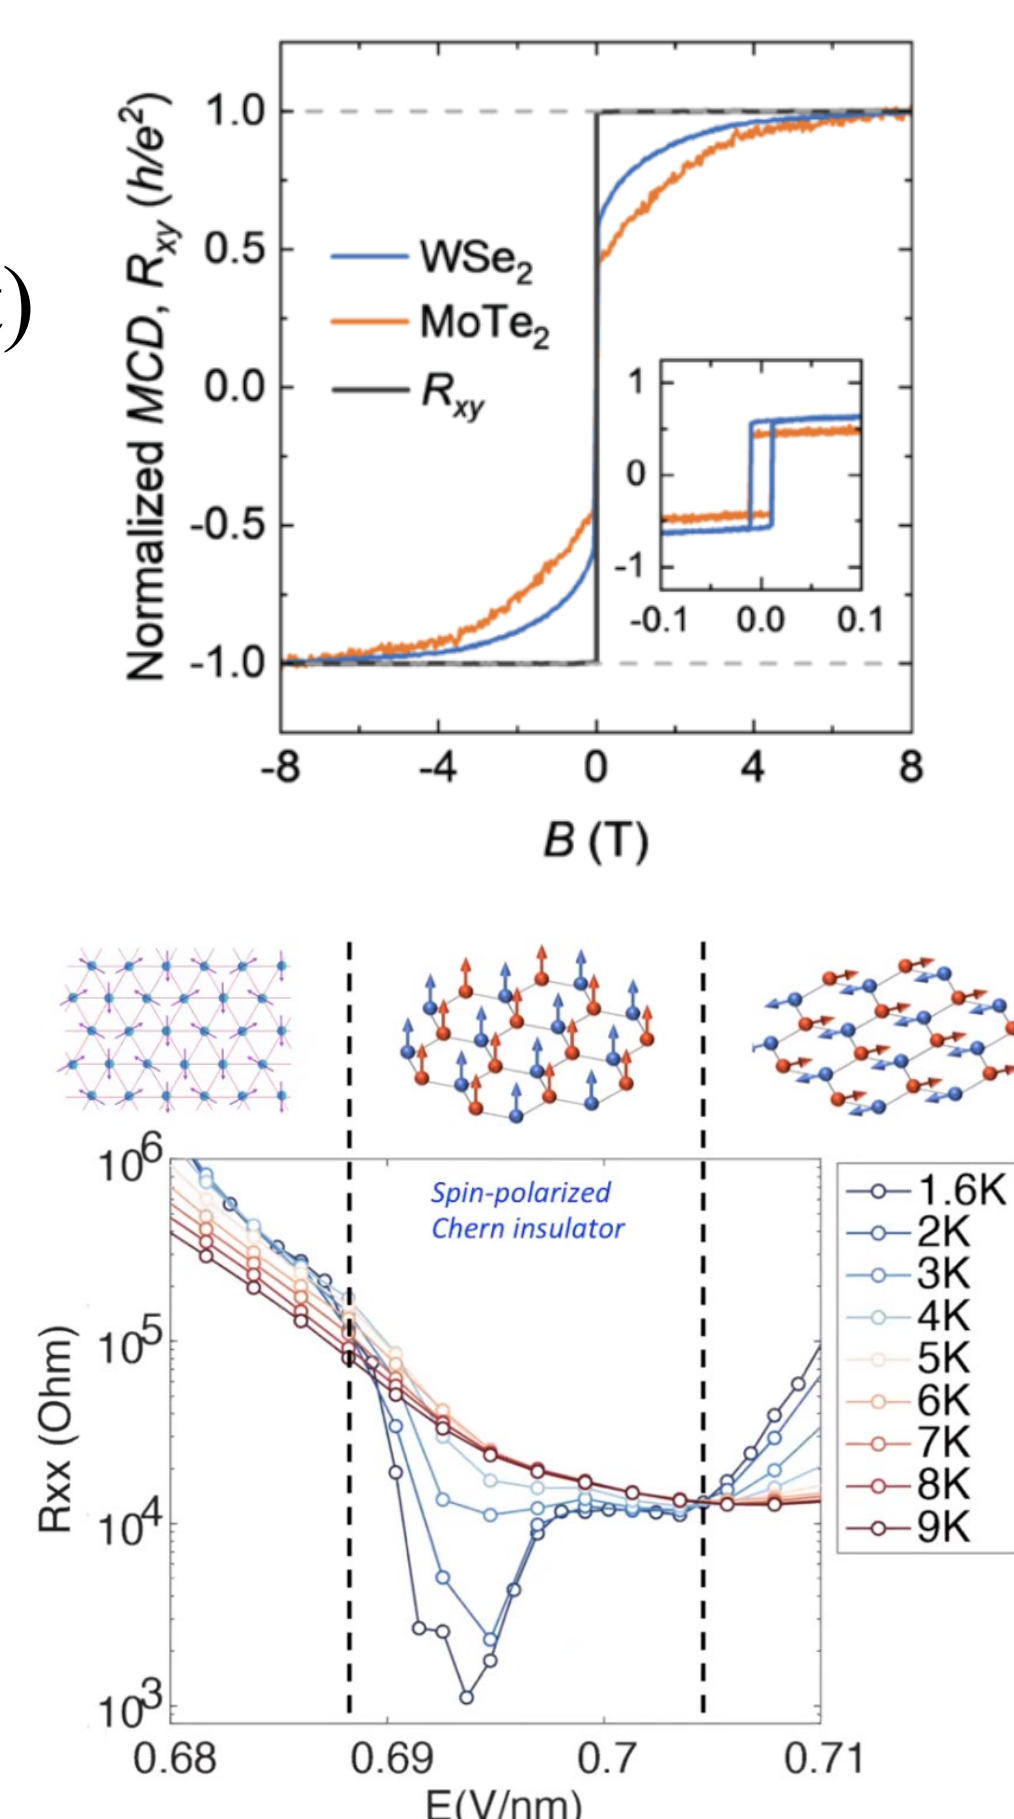 t)
Normalized MCD, Rxy (h/e²)
1.0
0.5
0.0
-0.5
-1.0
WSe₂
MoTe₂
Rxy
1
0
-1
-0.1 0.0 0.1
-8 -4 0 4 8
B (T)
Spin-polarized
Chern insulator
Rxx (Ohm)
10⁶
10⁵
10⁴
10³
1.6K
2K
3K
4K
5K
6K
7K
8K
9K
0.68 0.69 0.7 0.71
E(V/nm)